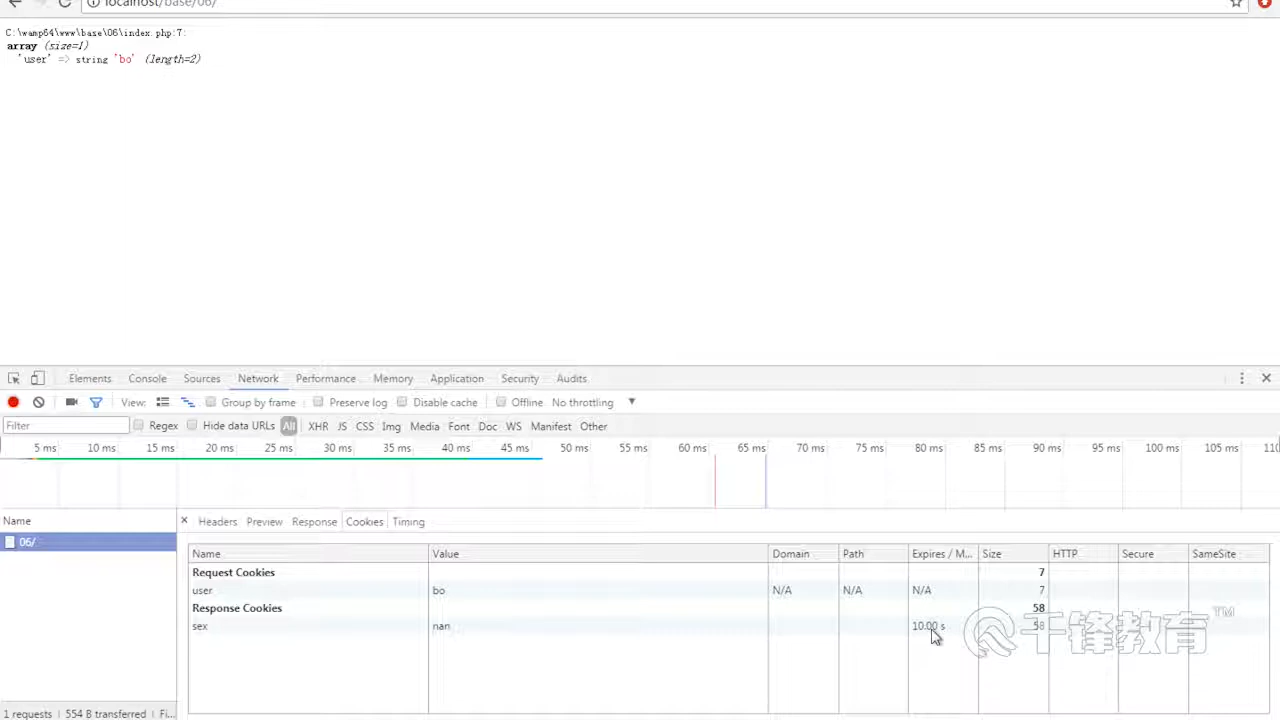 localhost/base/06/
C:\wamp64\www\base\06\index.php:7:
array (size=1)
'user' => string 'bo' (length=2)
Elements Console Sources Network Performance Memory Application Security Audits
View: Group by frame Preserve log Disable cache Offline No throttling
Filter Regex Hide data URLs All XHR JS CSS Img Media Font Doc WS Manifest Other
5 ms 10 ms 15 ms 20 ms 25 ms 30 ms 35 ms 40 ms 45 ms 50 ms 55 ms 60 ms 65 ms 70 ms 75 ms 80 ms 85 ms 90 ms 95 ms 100 ms 105 ms 110
Name × Headers Preview Response Cookies Timing
06/
Name Value Domain Path Expires / M... Size HTTP Secure SameSite
Request Cookies 7
user bo N/A N/A N/A 7
Response Cookies 58
sex nan 10.00 s 58
千锋教育™
1 requests | 554 B transferred | Fi...